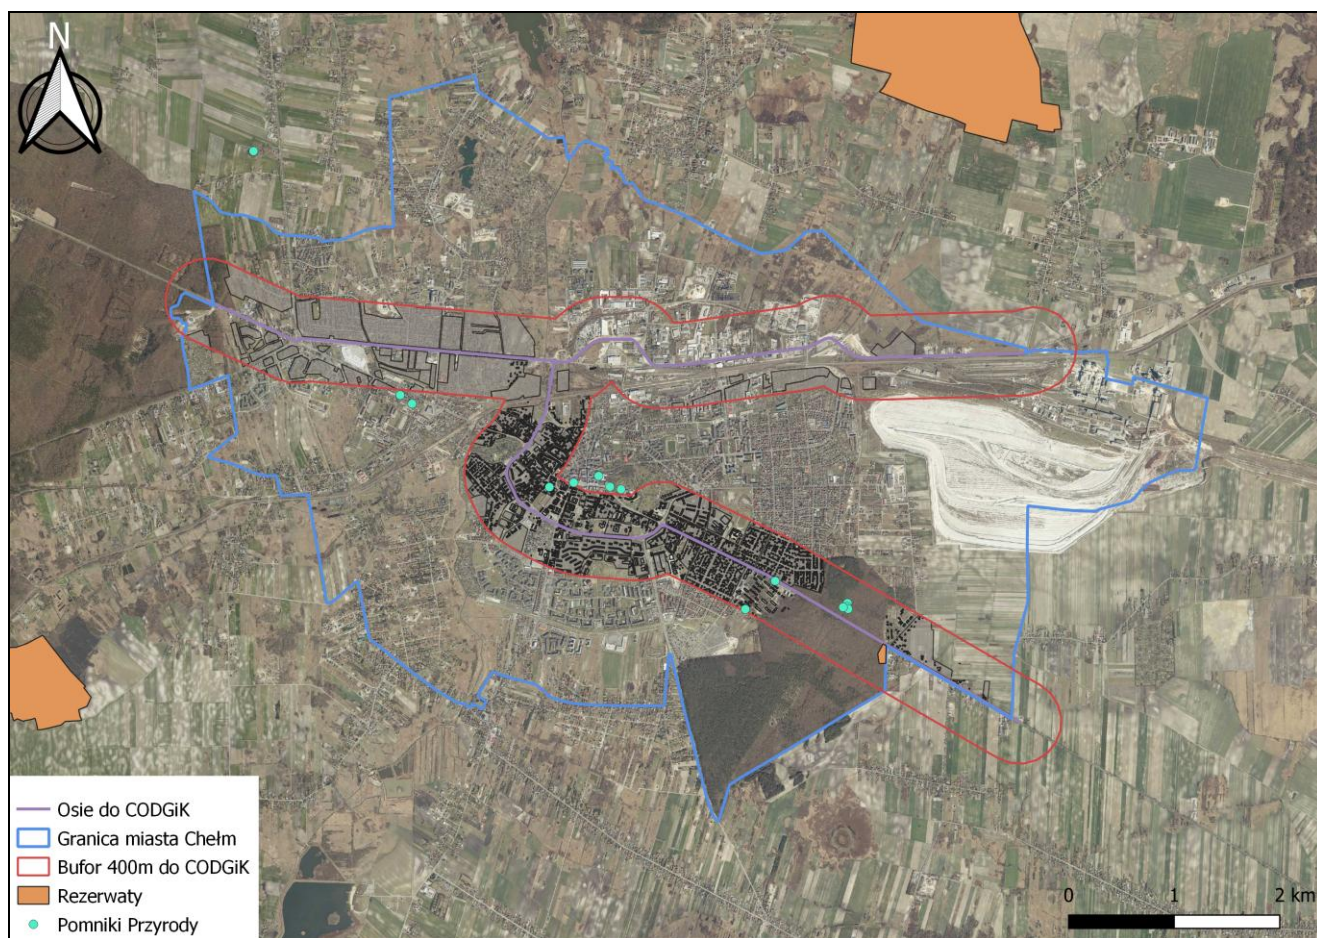 N
Osie do CODGiK
Granica miasta Chełm
Bufor 400m do CODGiK
Rezerwaty
Pomniki Przyrody
0 1 2 km